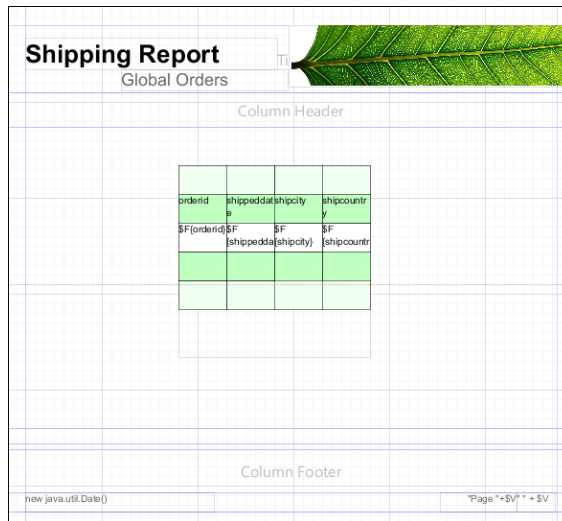 Shipping Report
Ti
Global Orders
Column Header
orderid shippeddat shipcity shipcountr
e y
$F{orderid} $F $F $F
{shippedda {shipcity} {shipcountr
Column Footer
new java.util.Date() "Page "+$V" " + $V